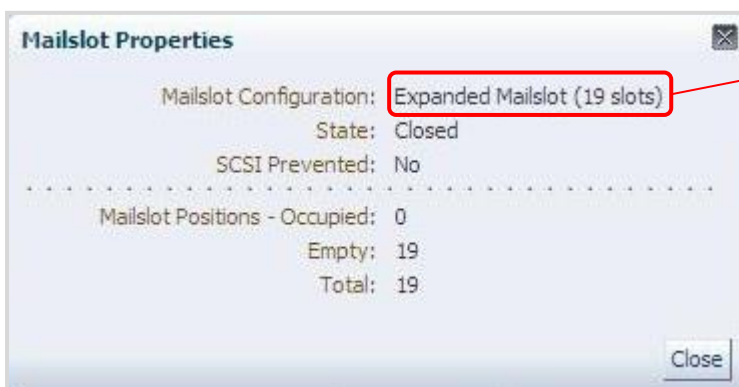 Mailslot Properties
Mailslot Configuration: Expanded Mailslot (19 slots)
State: Closed
SCSI Prevented: No
Mailslot Positions - Occupied: 0
Empty: 19
Total: 19
Close